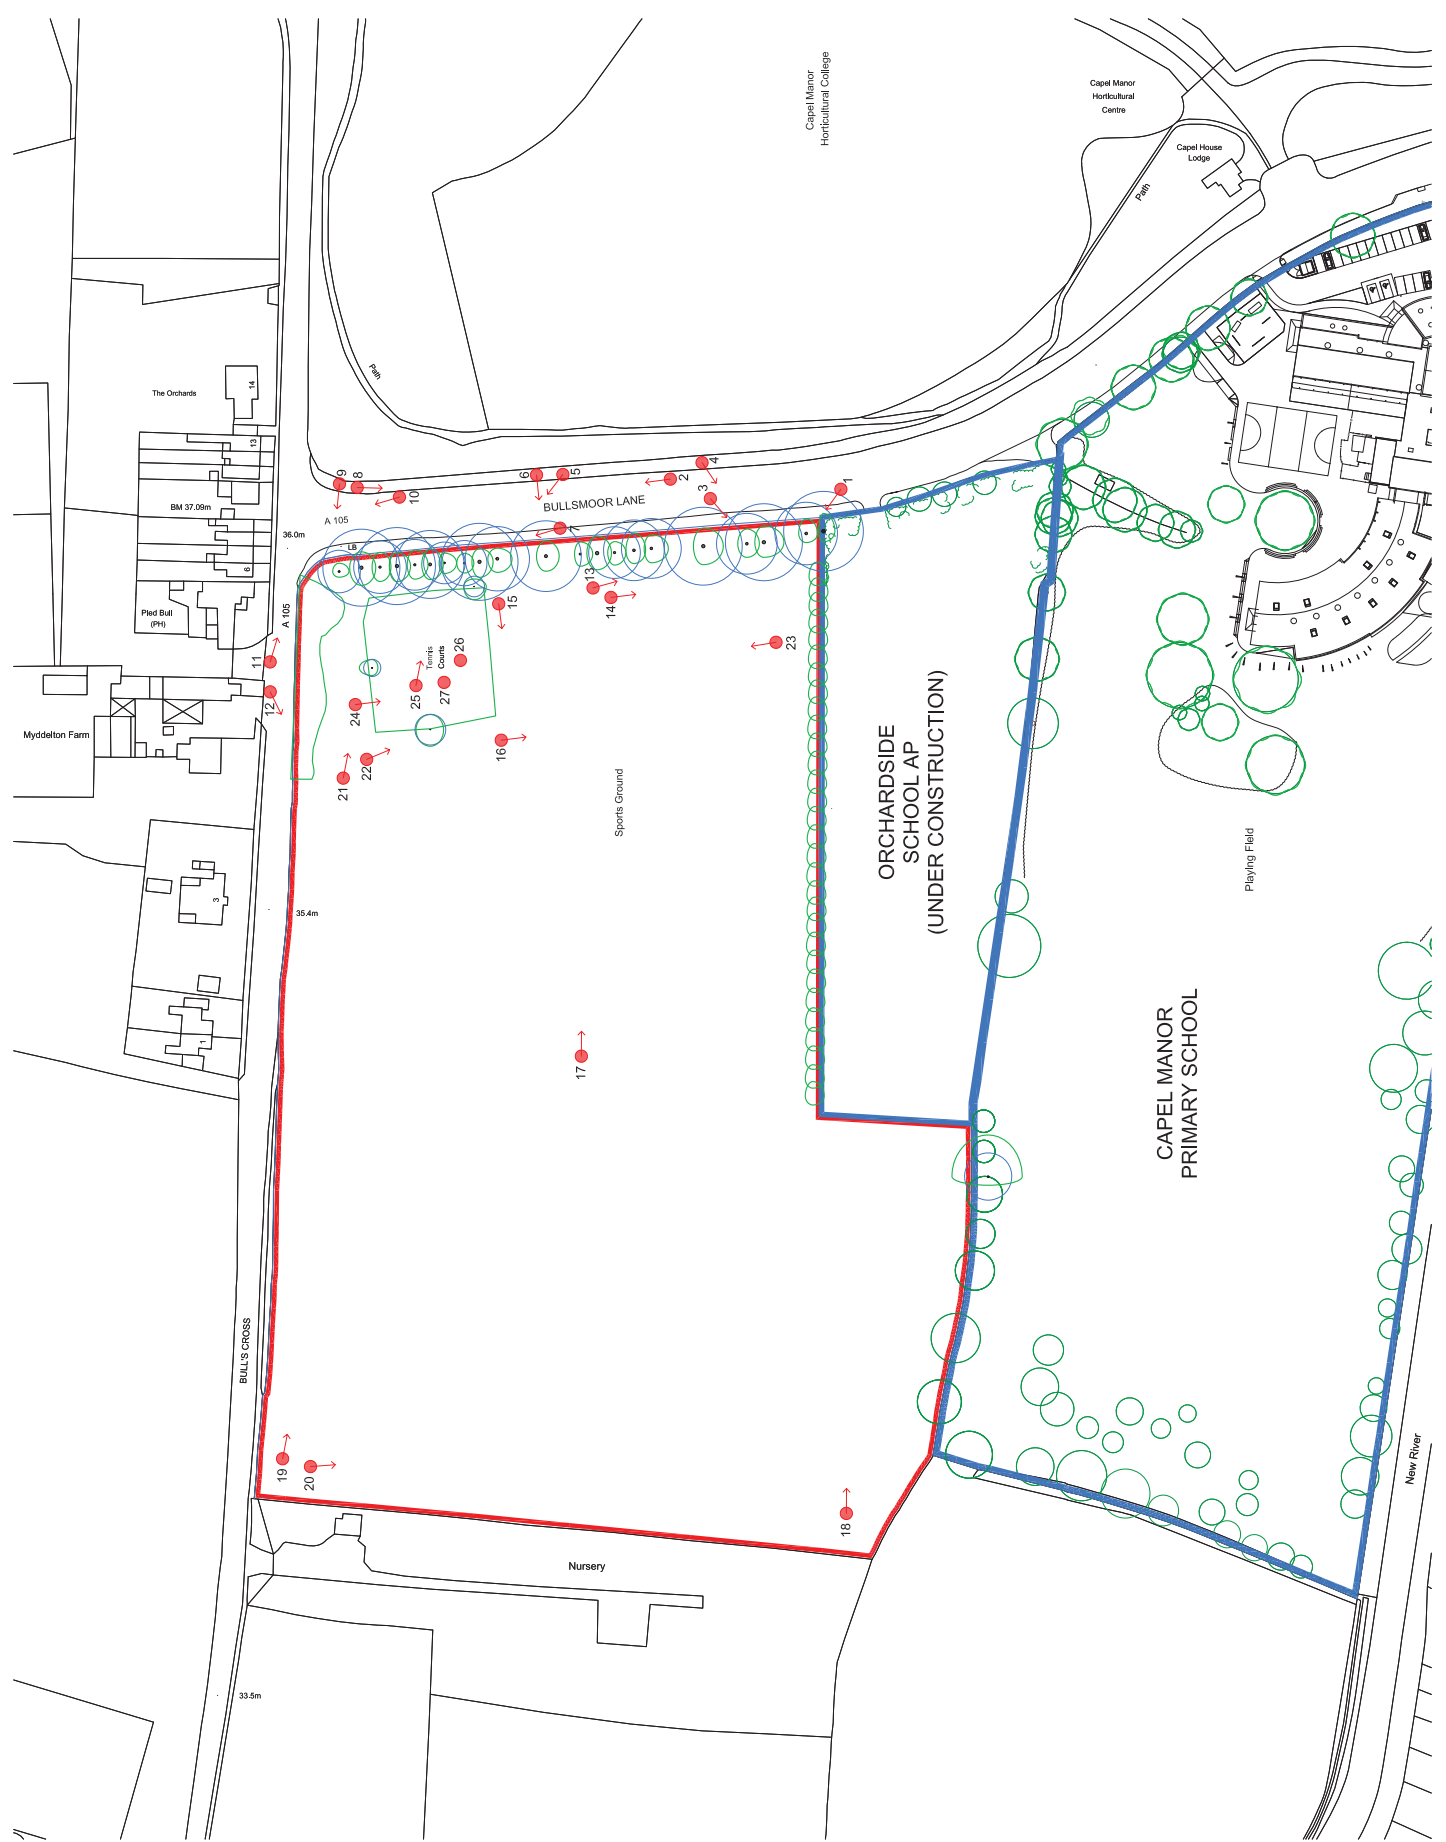 Capel Manor
Horticultural College
Capel Manor
Horticultural
Centre
Capel House
Lodge
Path
Path
The Orchards
14
13
BM 37.09m
A 105
36.0m
LB
6
Pied Bull
(PH)
A 105
9
8
10
6
5
4
2
3
1
BULLSMOOR LANE
7
13
14
15
11
12
Myddelton Farm
Tennis
Courts
26
25
27
24
23
16
22
21
Sports Ground
ORCHARDSIDE
SCHOOL AP
(UNDER CONSTRUCTION)
Playing Field
3
35.4m
1
17
CAPEL MANOR
PRIMARY SCHOOL
BULL'S CROSS
19
20
18
New River
Nursery
33.5m